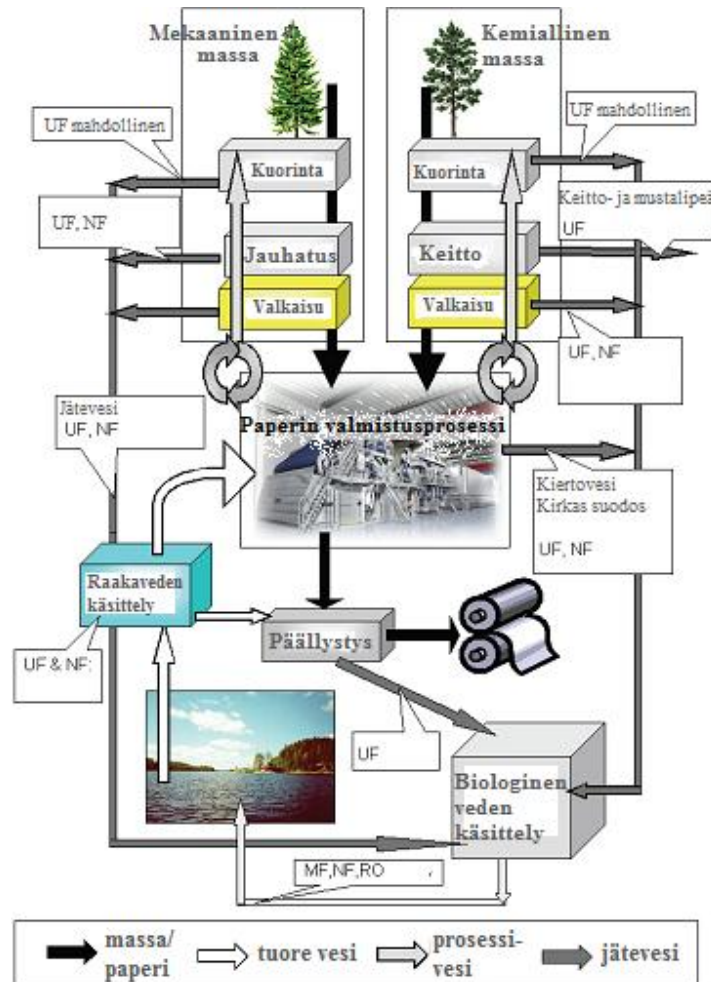 Mekaaninen
massa
Kemiallinen
massa
UF mahdollinen
UF mahdollinen
Kuorinta
Kuorinta
Keitto- ja mustalipeä
UF
UF, NF
Jauhatus
Keitto
Valkaisu
Valkaisu
UF, NF
Jätevesi
UF, NF
Paperin valmistusprosessi
Kiertovesi
Kirkas suodos
UF, NF
Raakaveden
käsittely
Päällystys
UF & NF:
UF
Biologinen
veden
käsittely
MF,NF,RO
massa/
paperi
tuore vesi
prosessi-
vesi
jätevesi